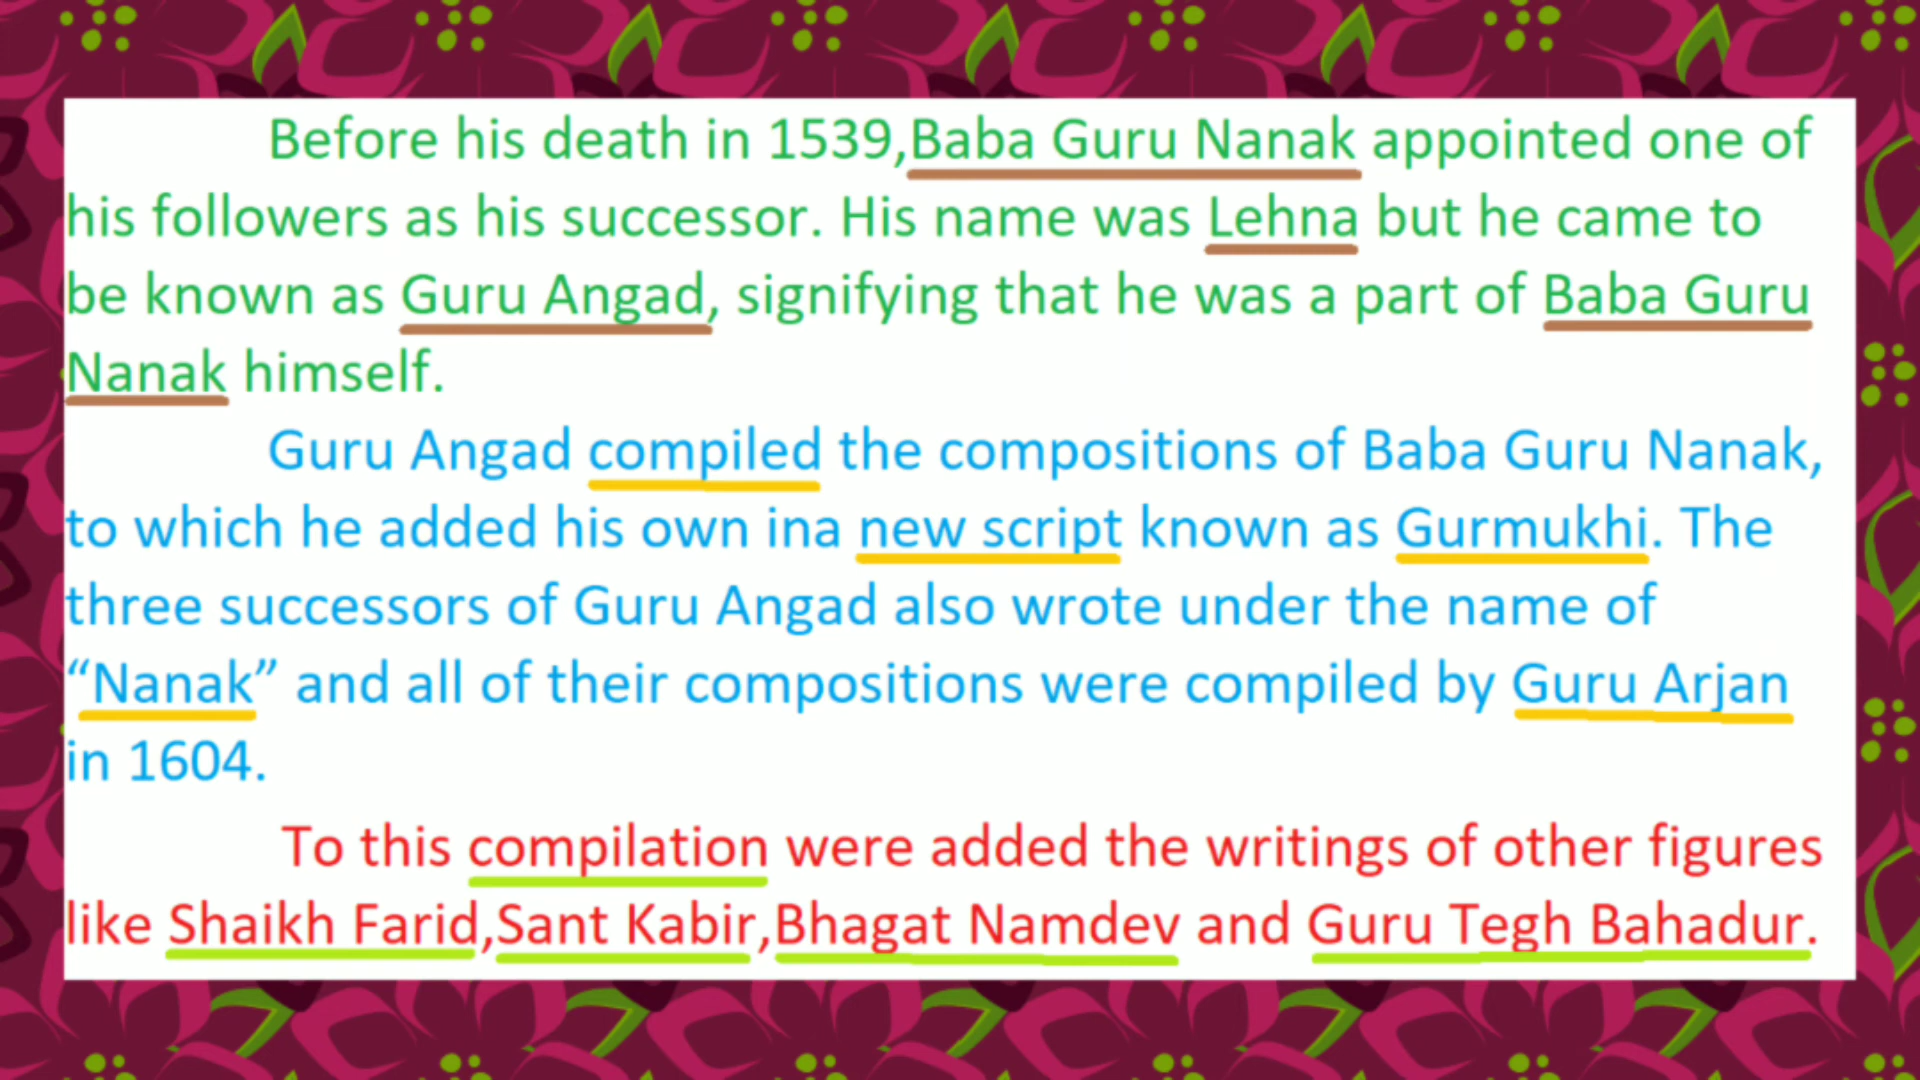 Before his death in 1539,Baba Guru Nanak appointed one of
his followers as his successor. His name was Lehna but he came to
be known as Guru Angad, signifying that he was a part of Baba Guru
Nanak himself.
Guru Angad compiled the compositions of Baba Guru Nanak,
to which he added his own ina new script known as Gurmukhi. The
three successors of Guru Angad also wrote under the name of
“Nanak” and all of their compositions were compiled by Guru Arjan
in 1604.
To this compilation were added the writings of other figures
like Shaikh Farid,Sant Kabir,Bhagat Namdev and Guru Tegh Bahadur.